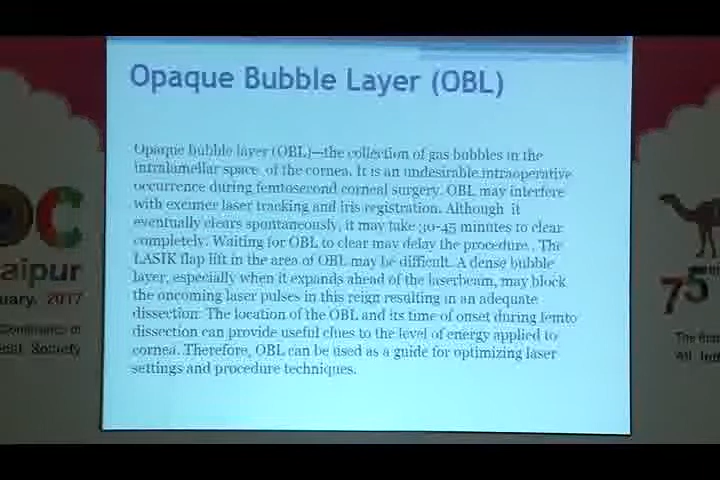 Opaque Bubble Layer (OBL)
Opaque bubble layer (OBL)—the collection of gas bubbles in the
intralamellar space of the cornea. It is an undesirable intraoperative
occurrence during femtosecond corneal surgery. OBL may interfere
with excimer laser tracking and iris registration. Although it
eventually clears spontaneously, it may take 30-45 minutes to clear
completely. Waiting for OBL to clear may delay the procedure. The
LASIK flap lift in the area of OBL may be difficult. A dense bubble
layer, especially when it expands ahead of the laserbeam, may block
the oncoming laser pulses in this reign resulting in an adequate
dissection. The location of the OBL and its time of onset during femto
dissection can provide useful clues to the level of energy applied to
cornea. Therefore, OBL can be used as a guide for optimizing laser
settings and procedure techniques.
OC
aipur
uary, 2017
Society
75
The
All In